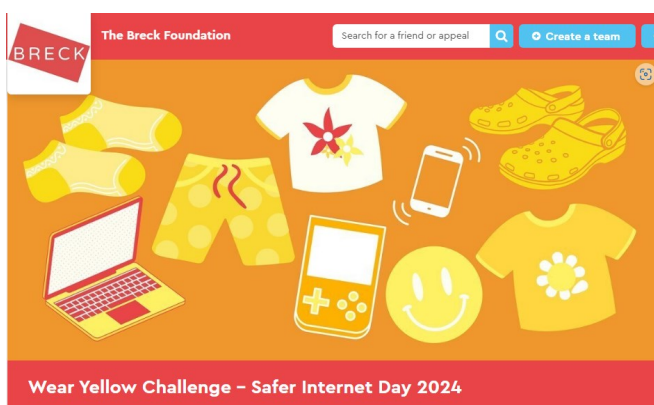 BRECK
The Breck Foundation
Search for a friend or appeal
Create a team
Wear Yellow Challenge – Safer Internet Day 2024